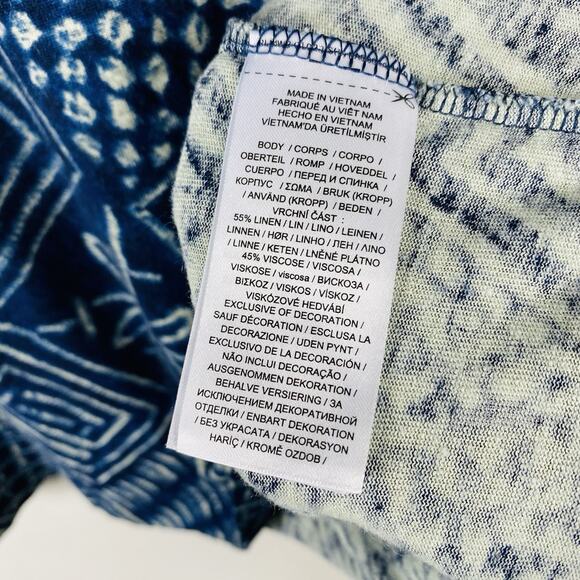 MADE IN VIETNAM
FABRIQUÉ AU VIÊT NAM
HECHO EN VIETNAM
VIETNAM'DA ÜRETİLMİŞTİR
BODY / CORPS / CORPO /
OBERTEIL / ROMP / HOVEDDEL /
CUERPO / ПЕРЕД И СПИНКА /
КОРПУС / ΣΩΜΑ / BRUK (KROPP)
/ ANVÄND (KROPP) / BEDEN /
VRCHNÍ ČÁST :
55% LINEN / LIN / LINO / LEINEN /
LINNEN / HØR / LINHO / ЛЕН / ΛΙΝΟ
/ LINNE / KETEN / LNĚNÉ PLÁTNO
/ 45% VISCOSE / VISCOSA /
VISKOSE / viscosa / ВИСКОЗА /
ΒΙΣΚΟΖ / VISKOS / VİSKOZ /
VISKÓZOVÉ HEDVÁBÍ
EXCLUSIVE OF DECORATION /
SAUF DÉCORATION / ESCLUSA LA
DECORAZIONE / UDEN PYNT /
EXCLUSIVO DE LA DECORACIÓN /
NÃO INCLUI DECORAÇÃO /
AUSGENOMMEN DEKORATION /
BEHALVE VERSIERING / ЗА
ИСКЛЮЧЕНИЕМ ДЕКОРАТИВНОЙ
ОТДЕЛКИ / ENBART DEKORATION
/ БЕЗ УКРАСАТА / DEKORASYON
HARİÇ / KROMĚ OZDOB /